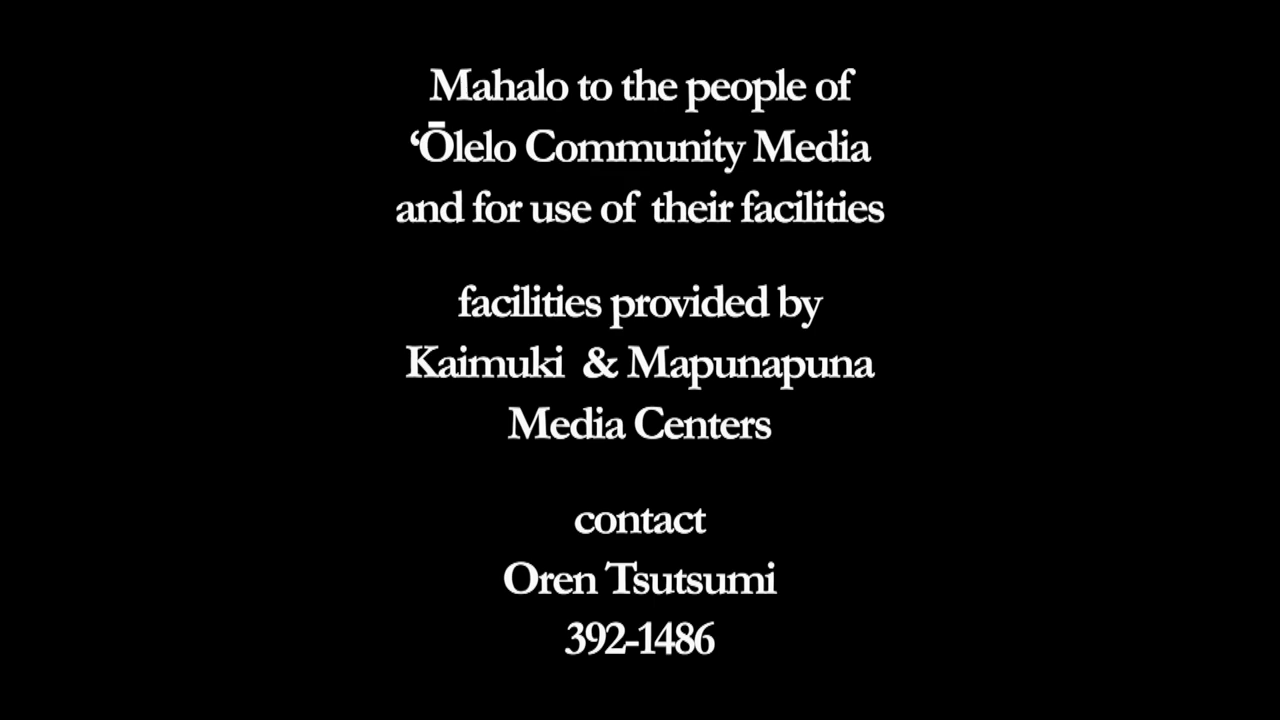 Mahalo to the people of
‘Ōlelo Community Media
and for use of their facilities
facilities provided by
Kaimuki & Mapunapuna
Media Centers
contact
Oren Tsutsumi
392-1486